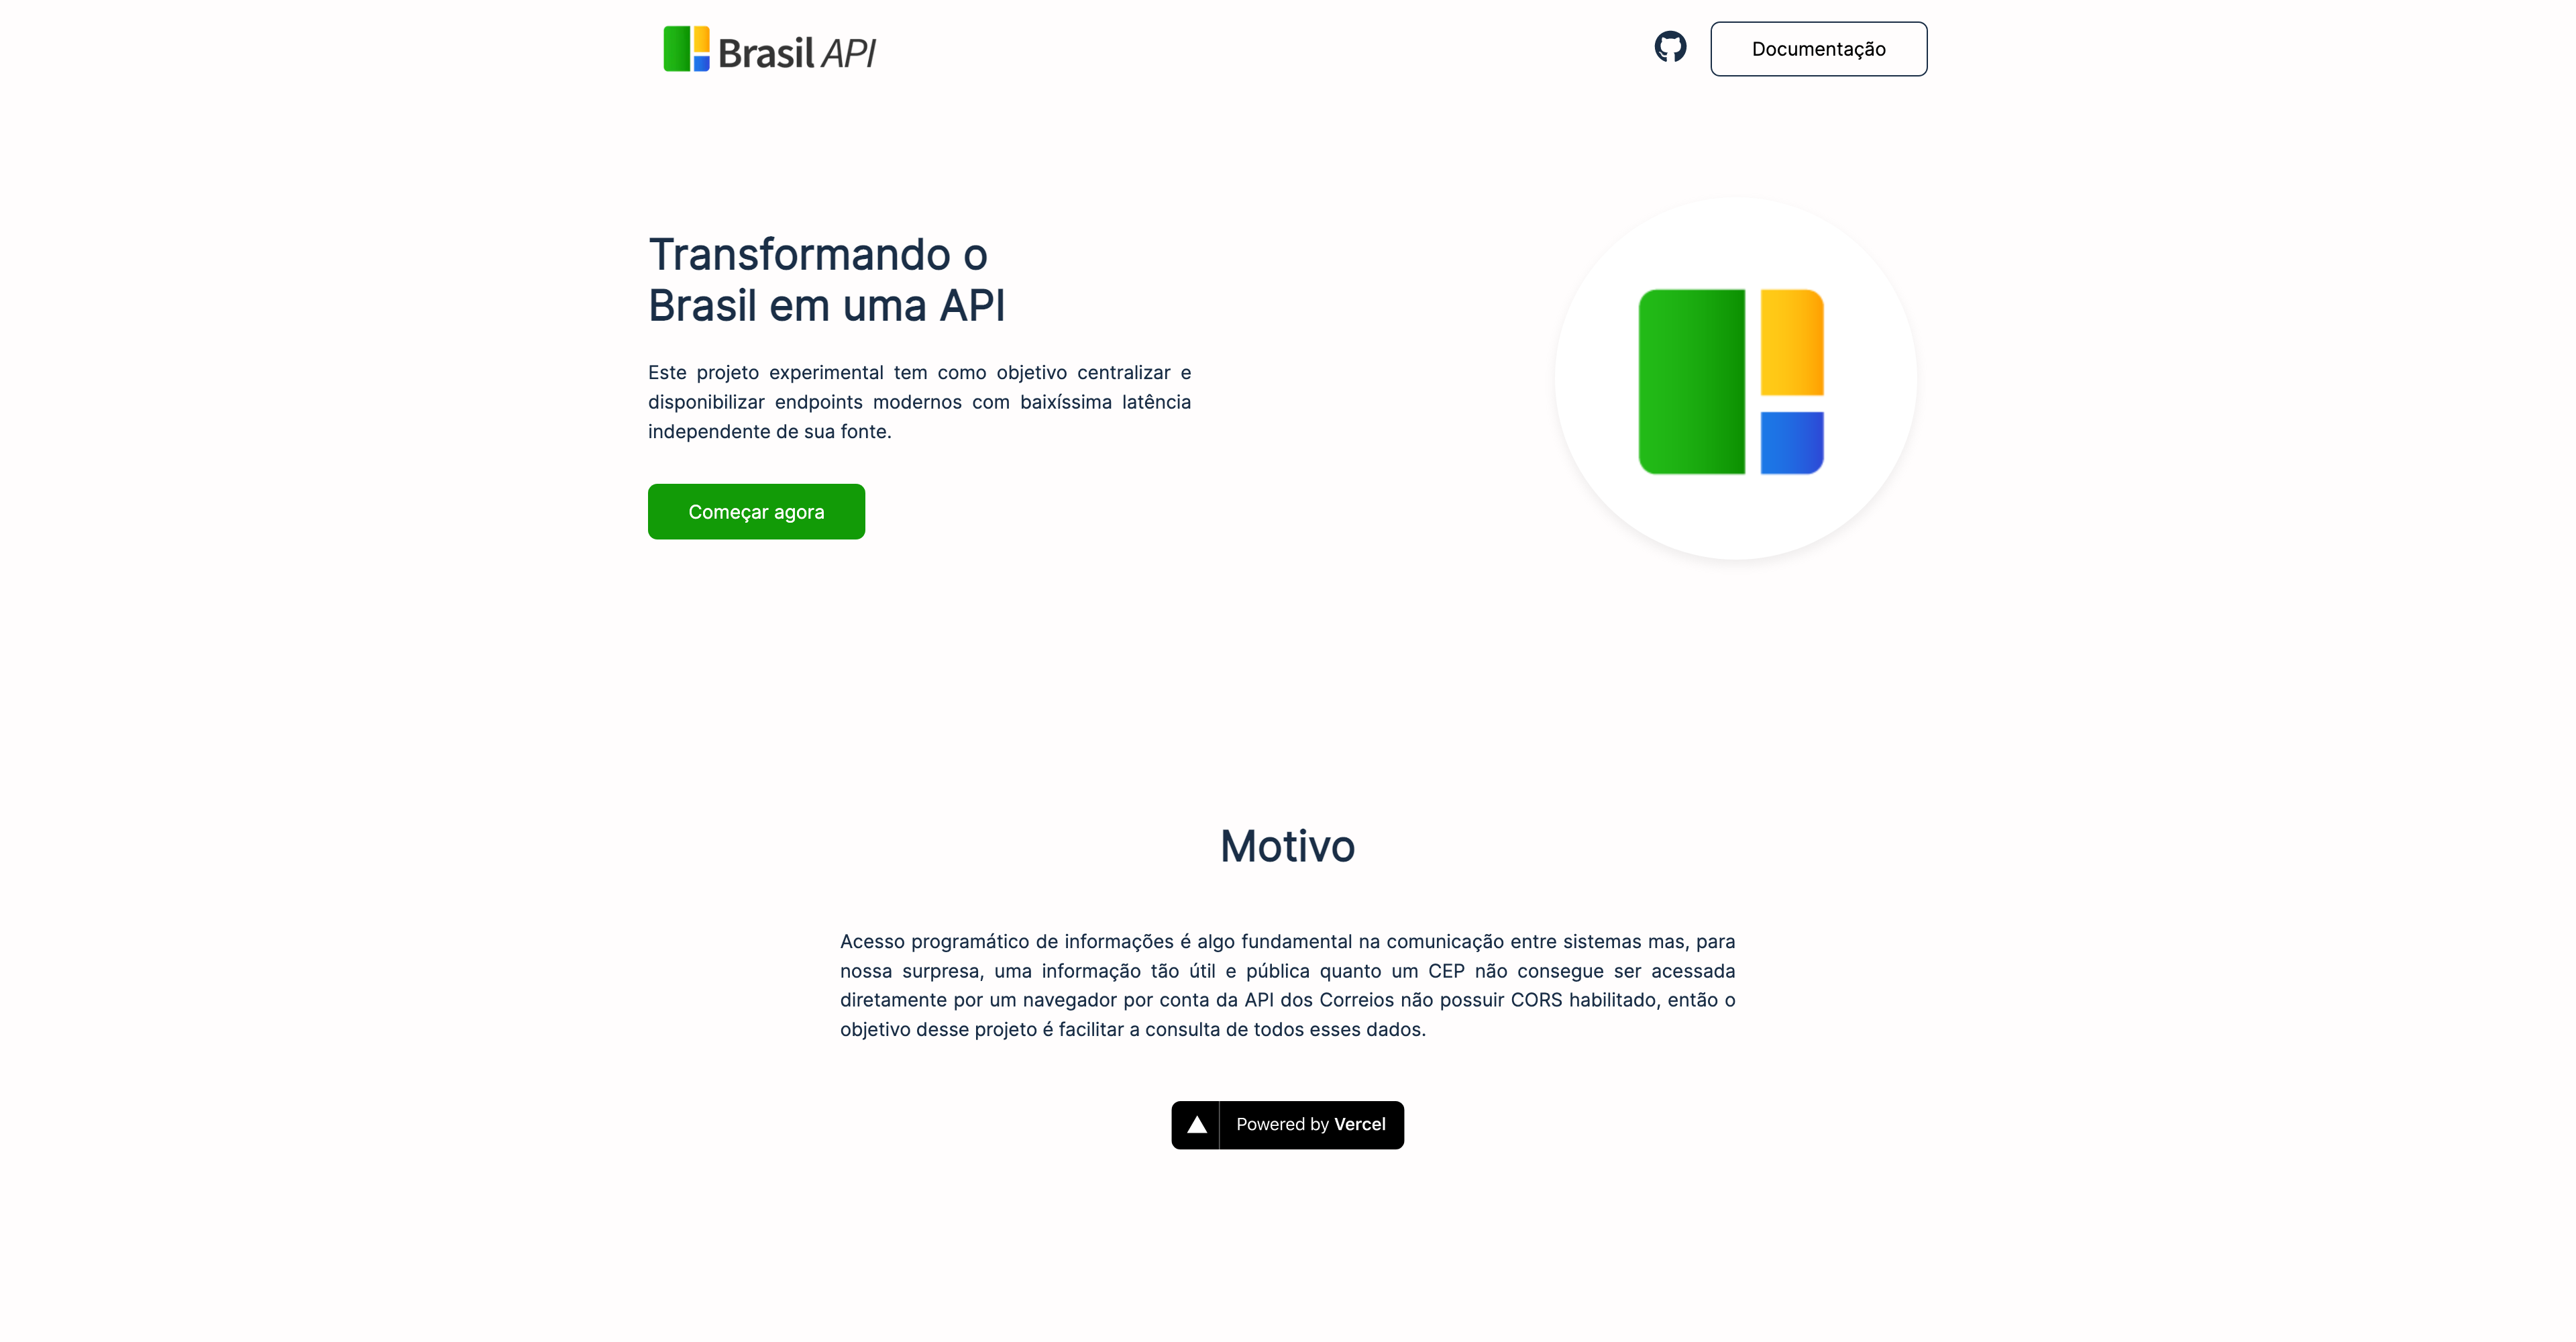 Brasil API
Documentação
Transformando o
Brasil em uma API
Este projeto experimental tem como objetivo centralizar e
disponibilizar endpoints modernos com baixíssima latência
independente de sua fonte.
Começar agora
Motivo
Acesso programático de informações é algo fundamental na comunicação entre sistemas mas, para
nossa surpresa, uma informação tão útil e pública quanto um CEP não consegue ser acessada
diretamente por um navegador por conta da API dos Correios não possuir CORS habilitado, então o
objetivo desse projeto é facilitar a consulta de todos esses dados.
Powered by Vercel